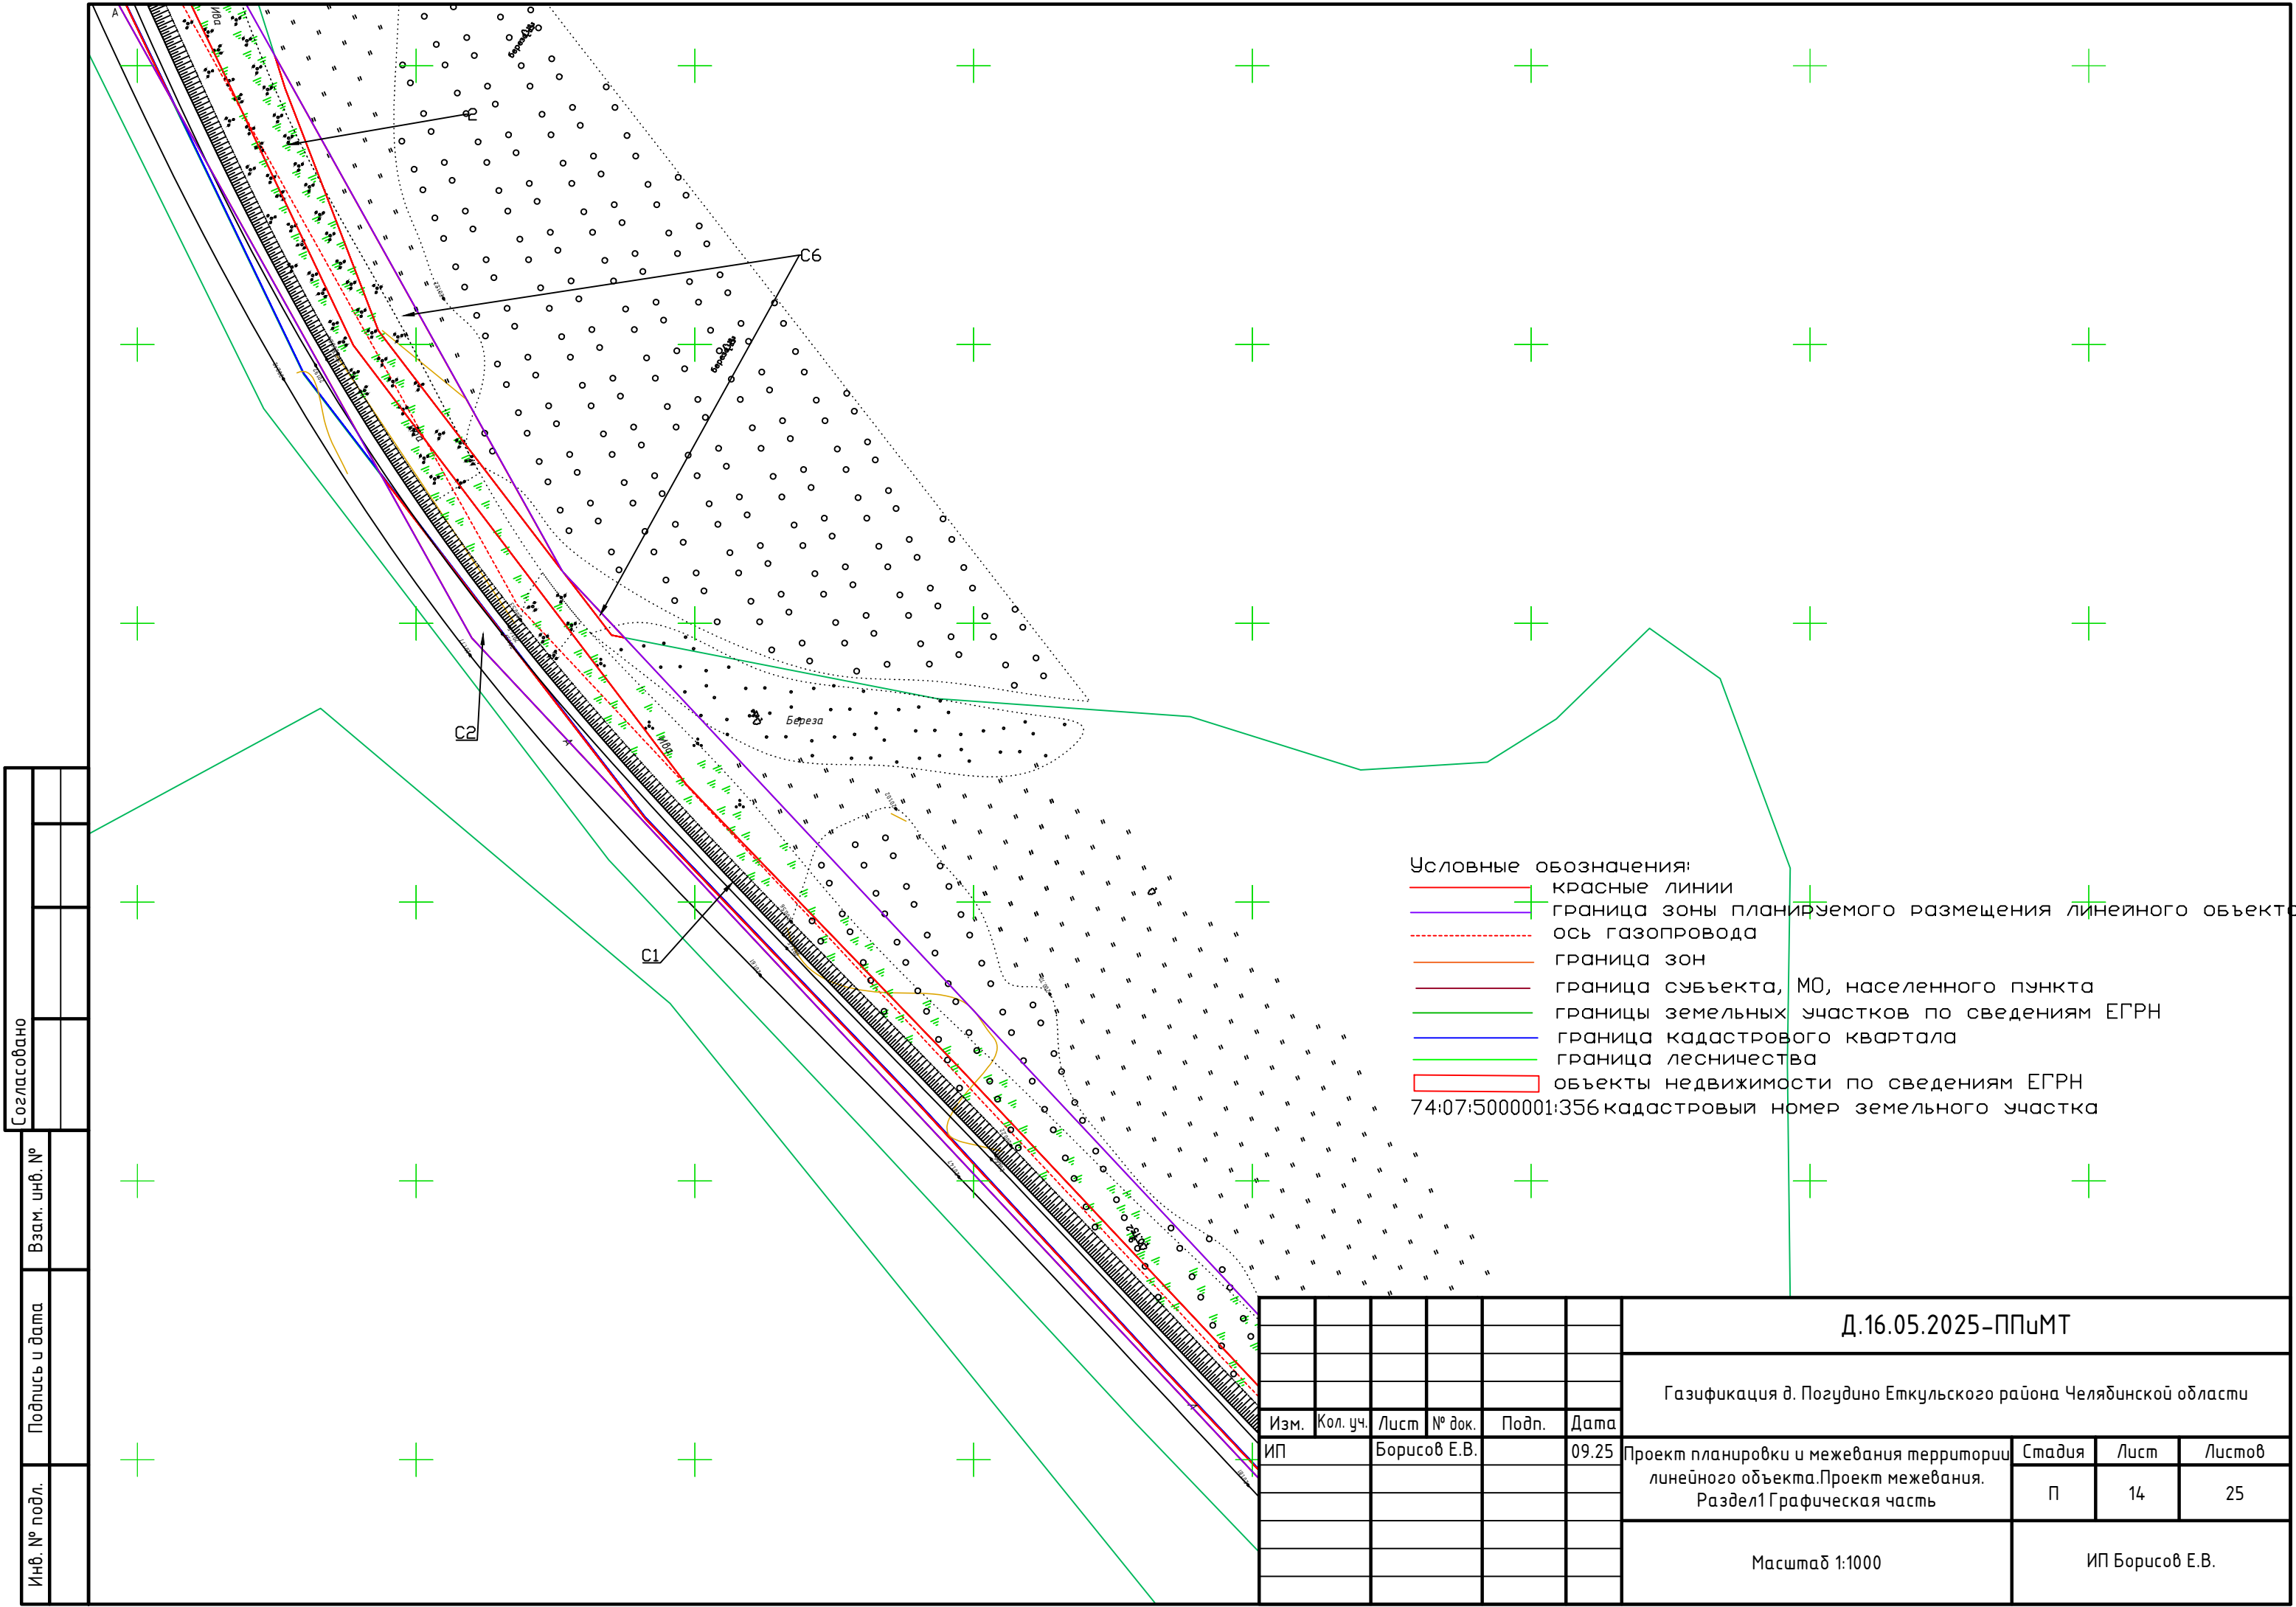 А
Ива
2
С6
С2
А
Ива
Береза
С1
Условные обозначения:
красные линии
граница зоны планируемого размещения линейного объекта
ось газопровода
граница зон
граница субъекта, МО, населенного пункта
границы земельных участков по сведениям ЕГРН
граница кадастрового квартала
граница лесничества
объекты недвижимости по сведениям ЕГРН
74:07:5000001:356 кадастровый номер земельного участка
Согласовано
Взам. инв. №
Подпись и дата
Инв. № подл.
Д.16.05.2025-ППиМТ
Газификация д. Погудино Еткульского района Челябинской области
Изм. Кол. уч. Лист № док. Подп. Дата
ИП Борисов Е.В. 09.25
Проект планировки и межевания территории
линейного объекта.Проект межевания.
Раздел1 Графическая часть
Стадия Лист Листов
П 14 25
Масштаб 1:1000
ИП Борисов Е.В.